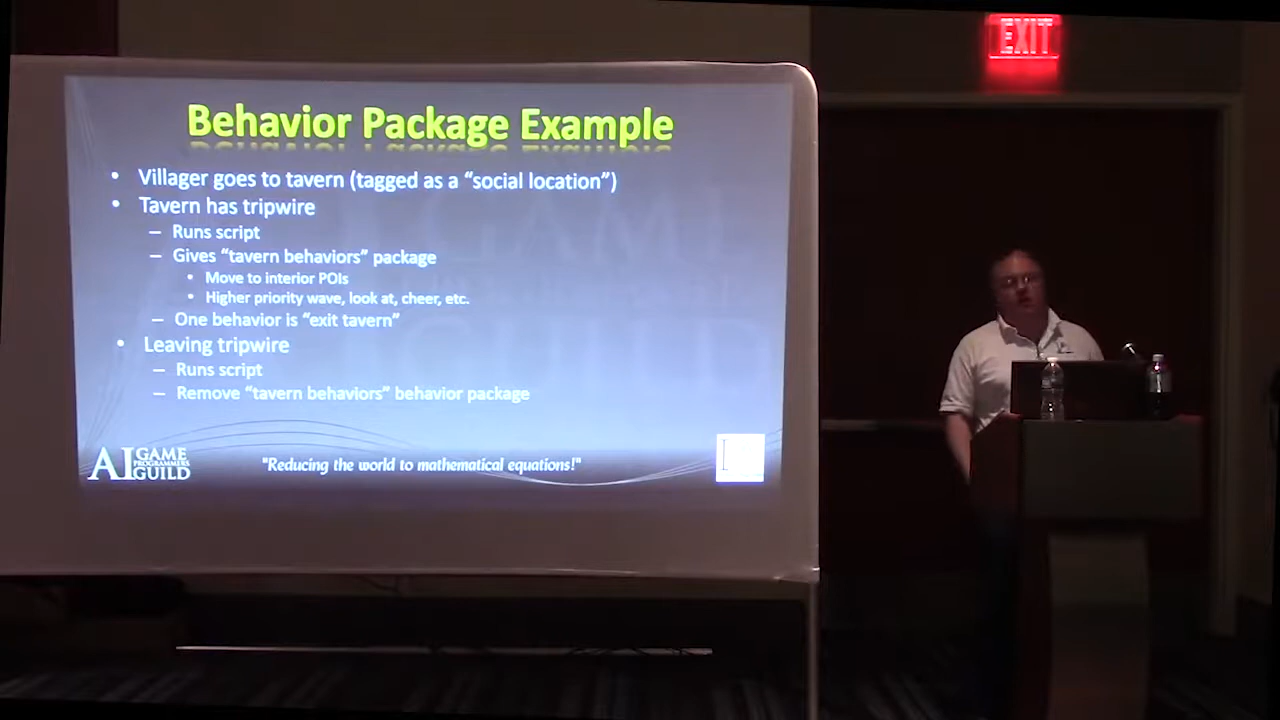 EXIT
Behavior Package Example
• Villager goes to tavern (tagged as a “social location”)
• Tavern has tripwire
– Runs script
– Gives “tavern behaviors” package
• Move to interior POIs
• Higher priority wave, look at, cheer, etc.
– One behavior is “exit tavern”
• Leaving tripwire
– Runs script
– Remove “tavern behaviors” behavior package
AI GAME PROGRAMMERS GUILD
"Reducing the world to mathematical equations!"